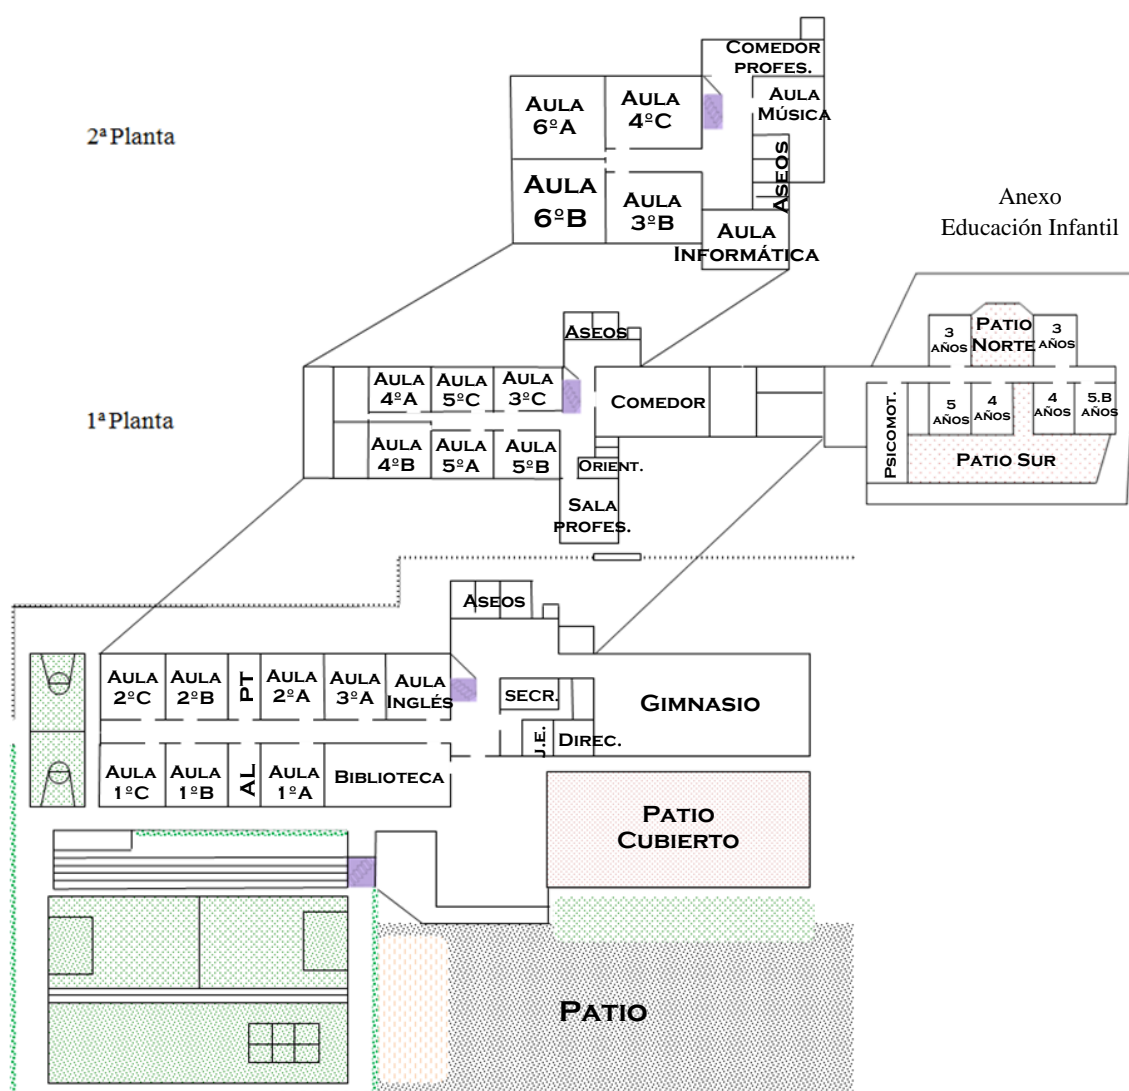 Comedor
profes.
Aula
6ºA
Aula
4ºC
Aula
Música
2ª Planta
Aseos
Aula
6ºB
Aula
3ºB
Aula
Informática
Anexo
Educación Infantil
Aseos
3
años
Patio
Norte
3
años
Aula
4ºA
Aula
5ºC
Aula
3ºC
Comedor
1ª Planta
Psicomot.
5
años
4
años
4
años
5.B
años
Aula
4ºB
Aula
5ºA
Aula
5ºB
Orient.
Patio Sur
Sala
profes.
Aseos
Aula
2ºC
Aula
2ºB
PT
Aula
2ºA
Aula
3ºA
Aula
Inglés
secr.
Gimnasio
J.E.
Direc.
Aula
1ºC
Aula
1ºB
AL
Aula
1ºA
Biblioteca
Patio
Cubierto
Patio